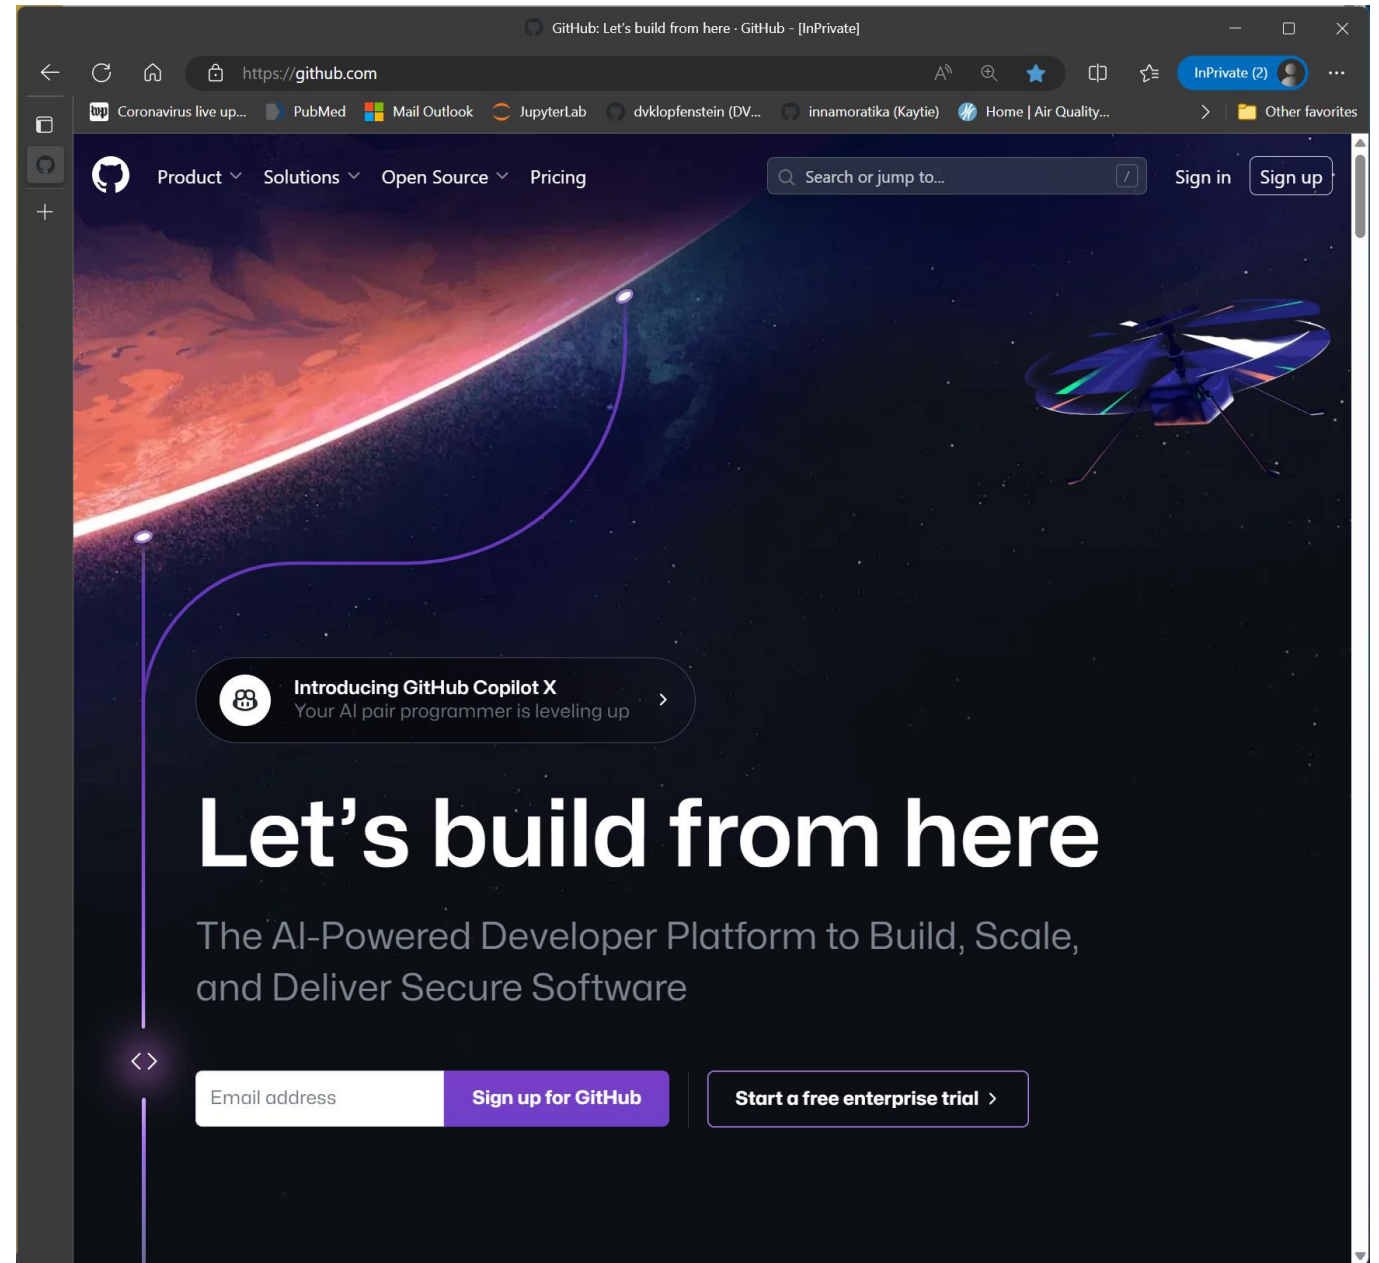 GitHub: Let's build from here · GitHub - [InPrivate]
https://github.com
InPrivate (2)
Coronavirus live up... PubMed Mail Outlook JupyterLab dvklopfenstein (DV... innamoratika (Kaytie) Home | Air Quality... Other favorites
Product Solutions Open Source Pricing Search or jump to... / Sign in Sign up
Introducing GitHub Copilot X
Your AI pair programmer is leveling up
Let's build from here
The AI-Powered Developer Platform to Build, Scale,
and Deliver Secure Software
Email address Sign up for GitHub Start a free enterprise trial